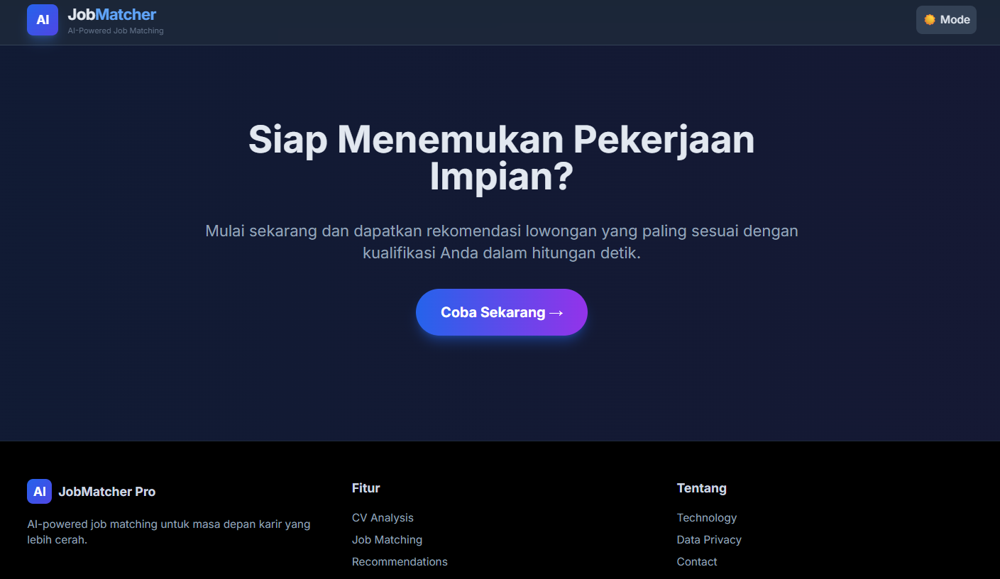 AI
JobMatcher
AI-Powered Job Matching
Mode
Siap Menemukan Pekerjaan
Impian?
Mulai sekarang dan dapatkan rekomendasi lowongan yang paling sesuai dengan
kualifikasi Anda dalam hitungan detik.
Coba Sekarang →
AI JobMatcher Pro
AI-powered job matching untuk masa depan karir yang
lebih cerah.
Fitur
CV Analysis
Job Matching
Recommendations
Tentang
Technology
Data Privacy
Contact